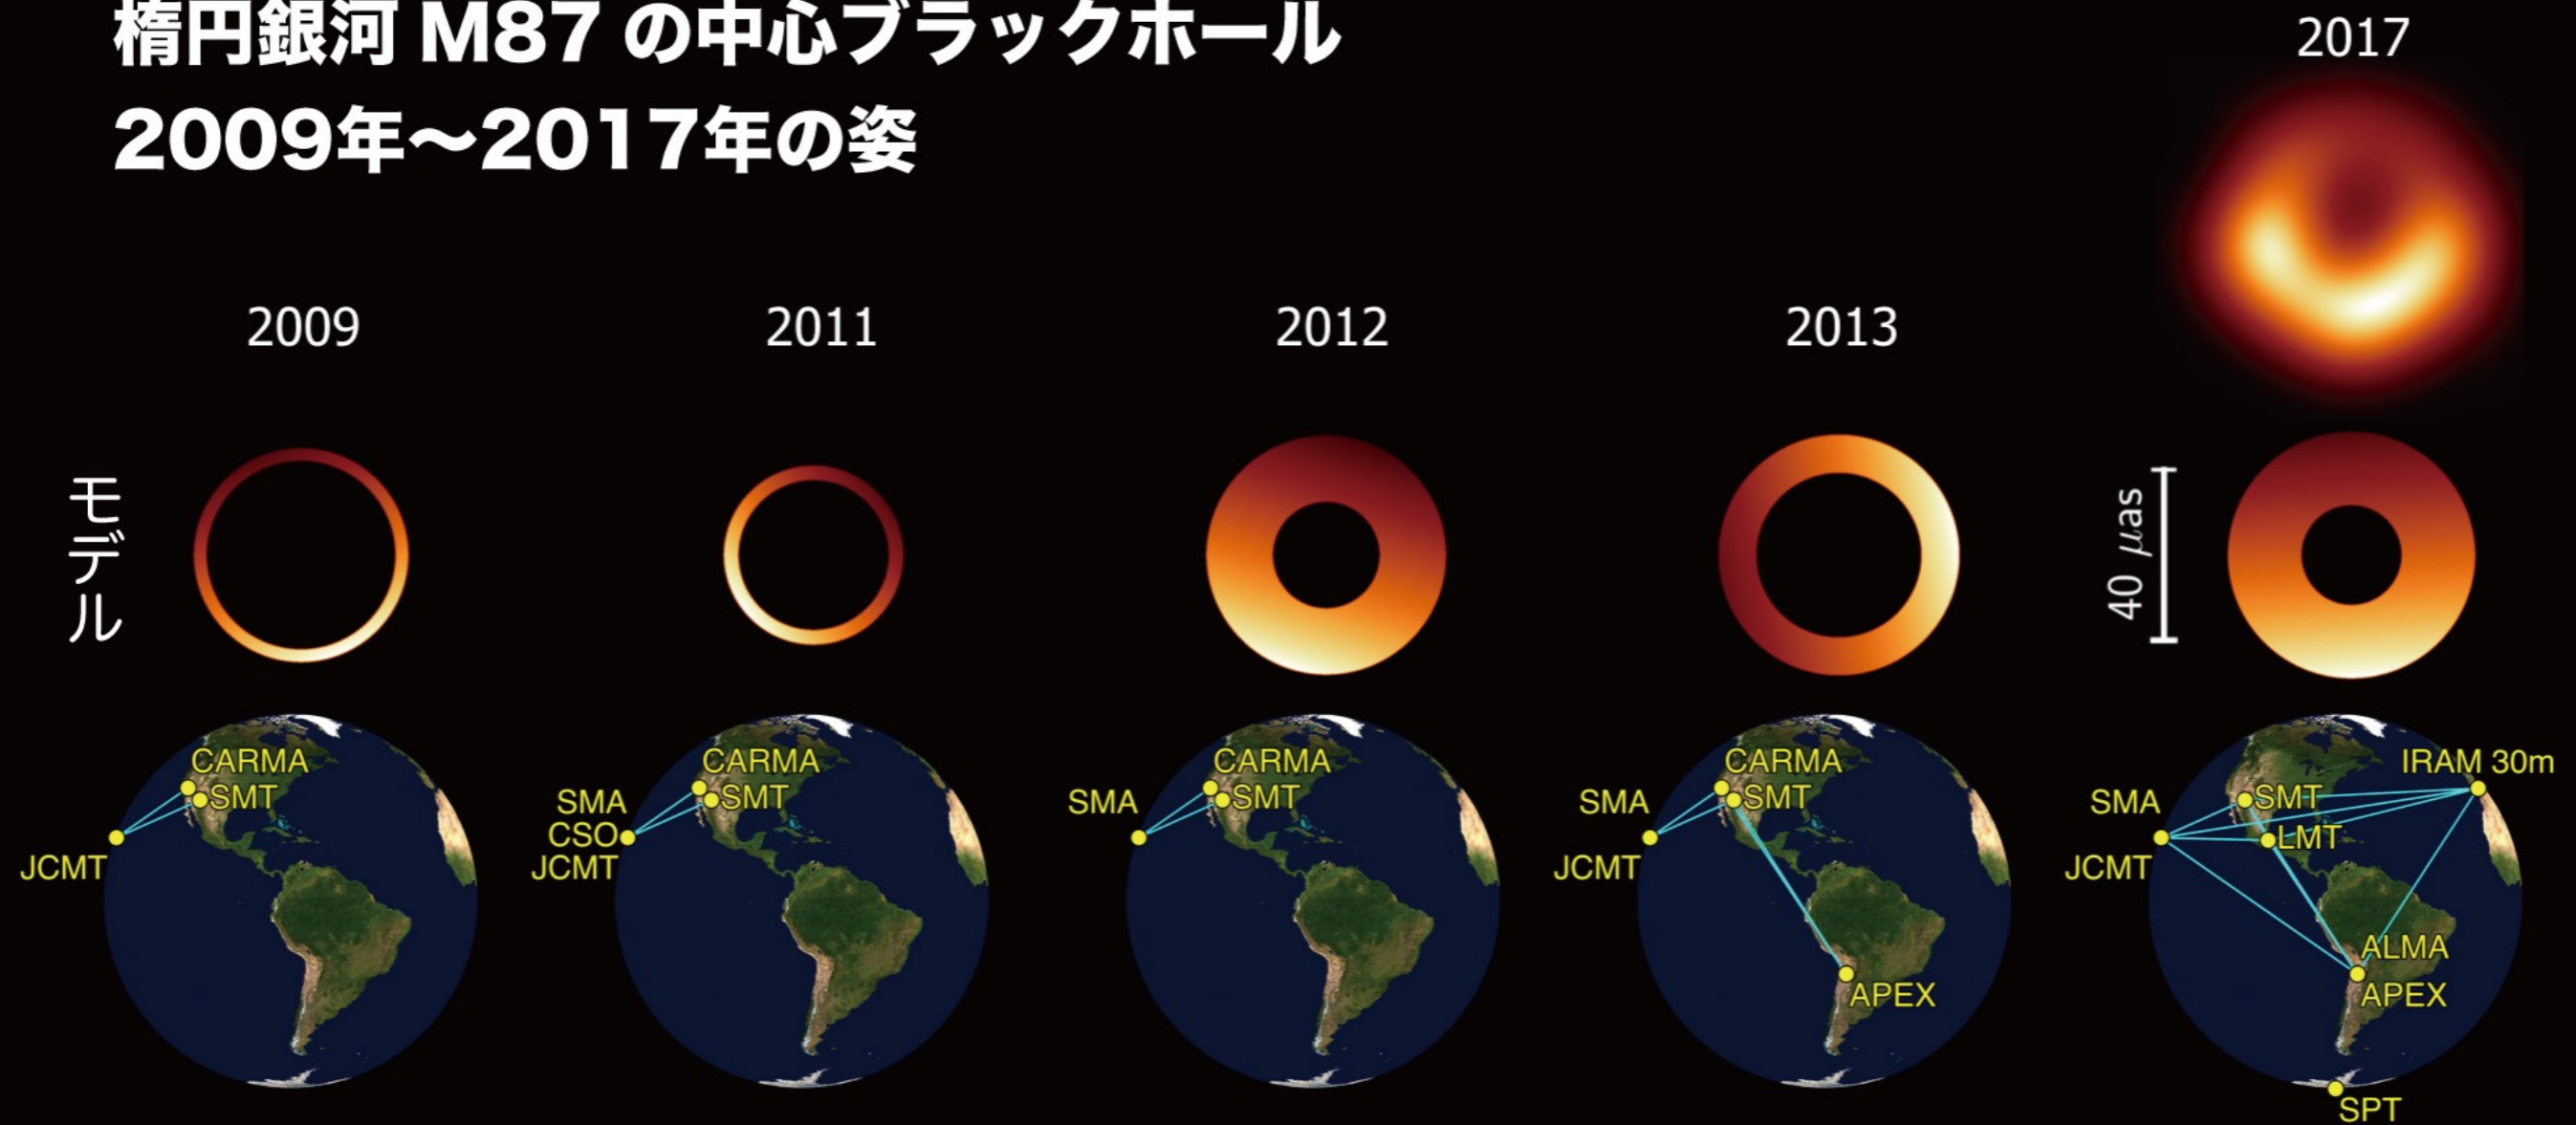 楕円銀河 M87 の中心ブラックホール
2009年～2017年の姿
2017
2009
2011
2012
2013
モデル
40 μas
CARMA
SMT
JCMT
CARMA
SMA
SMT
CSO
JCMT
CARMA
SMA
SMT
CARMA
SMA
SMT
JCMT
APEX
IRAM 30m
SMA
SMT
LMT
JCMT
ALMA
APEX
SPT